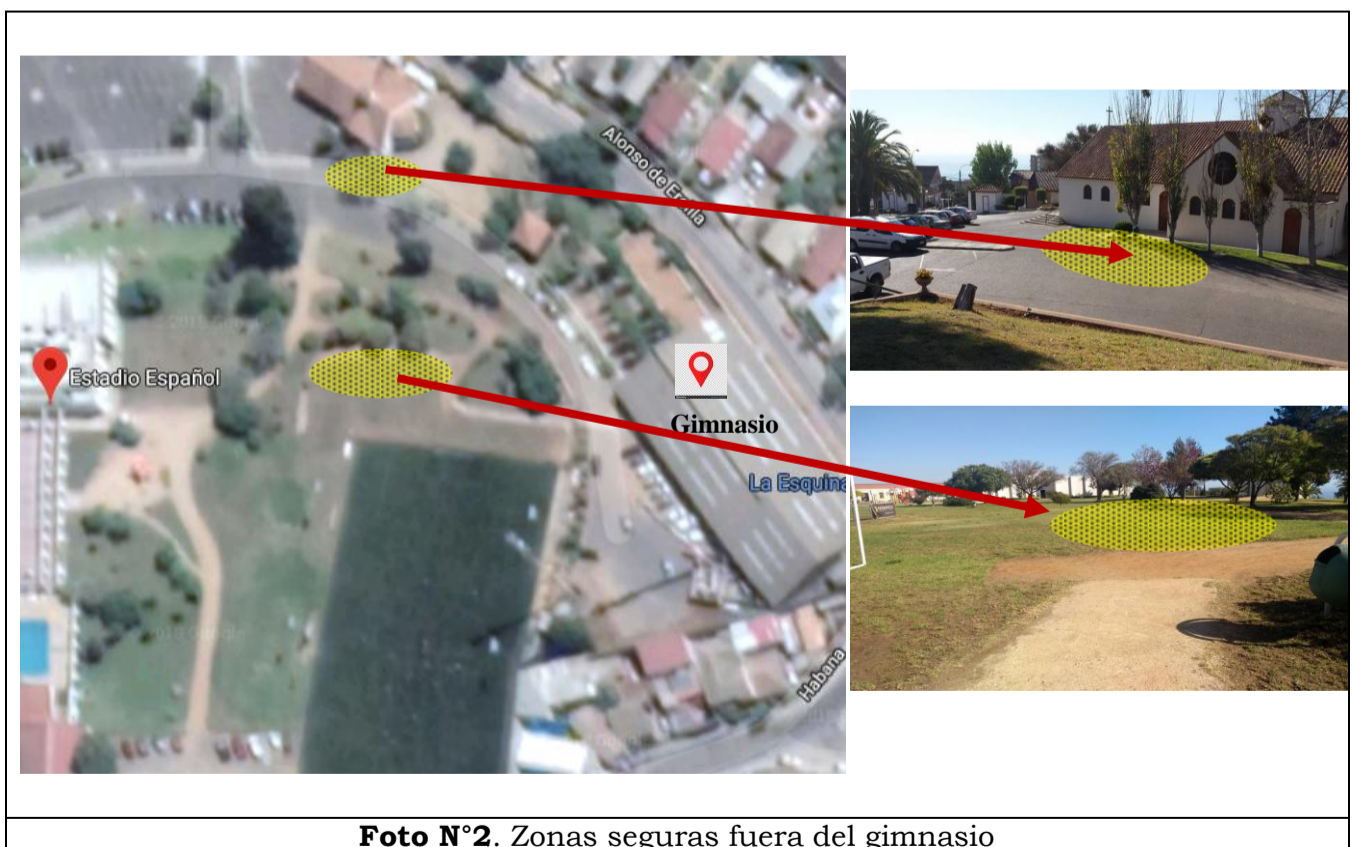 Alonso de Ercilla
Estadio Español
Gimnasio
La Esquina
Habana
Foto N°2. Zonas seguras fuera del gimnasio